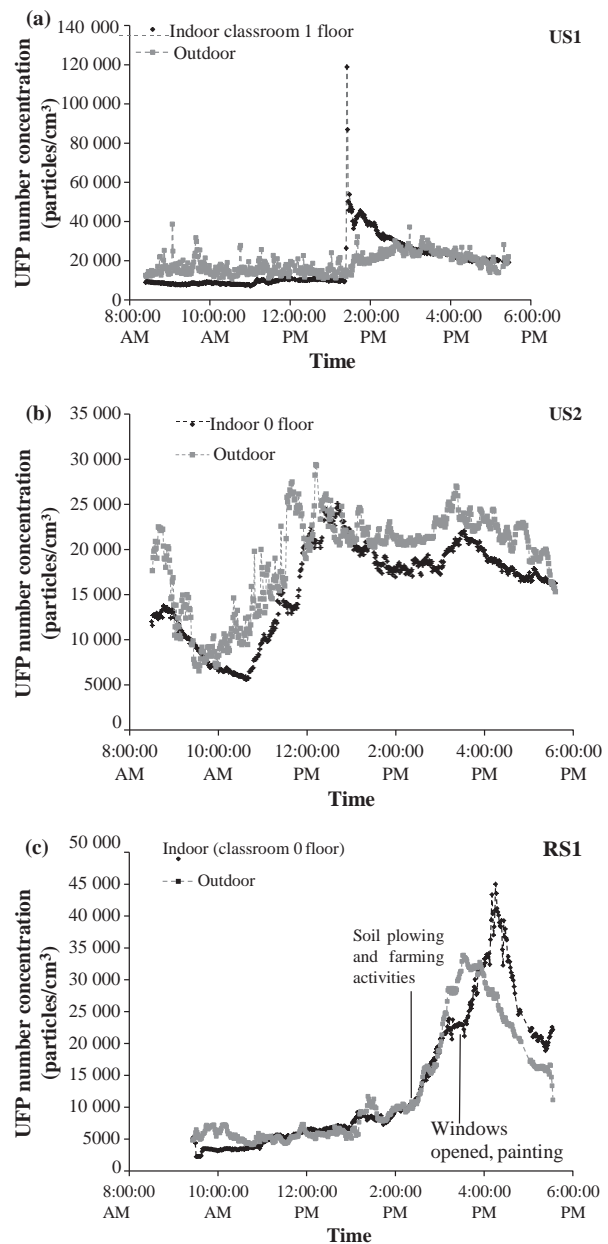 (a)
US1
Indoor classroom 1 floor
Outdoor
UFP number concentration
(particles/cm³)
140 000
120 000
100 000
80 000
60 000
40 000
20 000
0
8:00:00 10:00:00 12:00:00 2:00:00 4:00:00 6:00:00
AM AM PM PM PM PM
Time
(b)
US2
Indoor 0 floor
Outdoor
UFP number concentration
(particles/cm³)
35 000
30 000
25 000
20 000
15 000
10 000
5000
0
8:00:00 10:00:00 12:00:00 2:00:00 4:00:00 6:00:00
AM AM PM PM PM PM
Time
(c)
RS1
Indoor (classroom 0 floor)
Outdoor
UFP number concentration
(particles/cm³)
50 000
45 000
40 000
35 000
30 000
25 000
20 000
15 000
10 000
5000
0
Soil plowing
and farming
activities
Windows
opened, painting
8:00:00 10:00:00 12:00:00 2:00:00 4:00:00 6:00:00
AM AM PM PM PM PM
Time